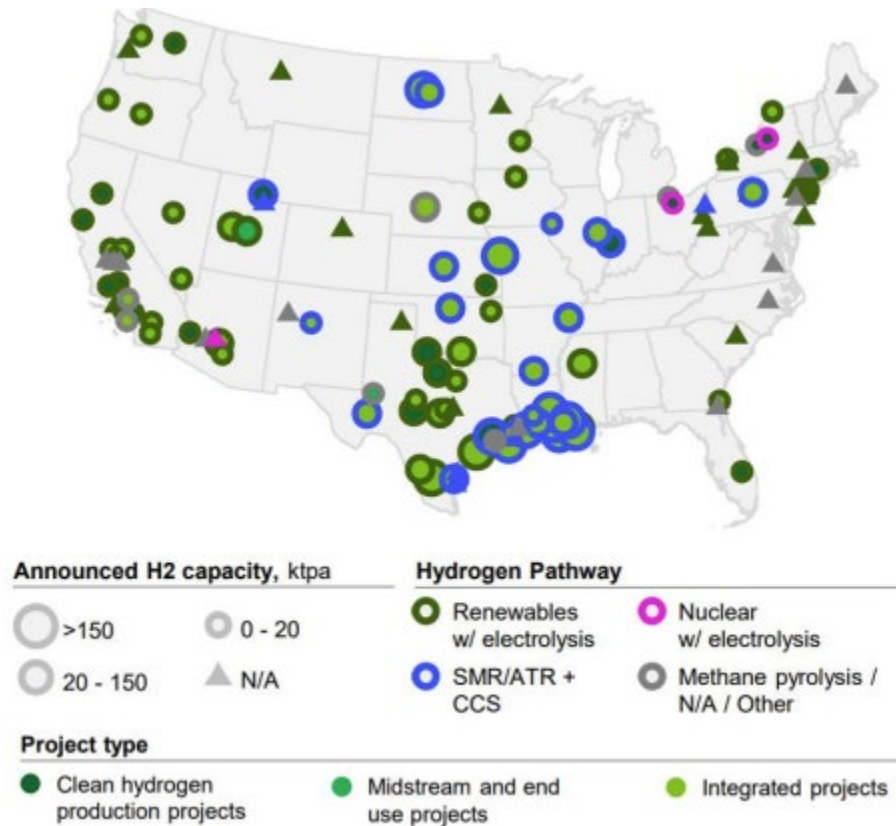 Announced H2 capacity, ktpa
>150
0 - 20
20 - 150
N/A
Hydrogen Pathway
Renewables
w/ electrolysis
Nuclear
w/ electrolysis
SMR/ATR +
CCS
Methane pyrolysis /
N/A / Other
Project type
Clean hydrogen
production projects
Midstream and end
use projects
Integrated projects